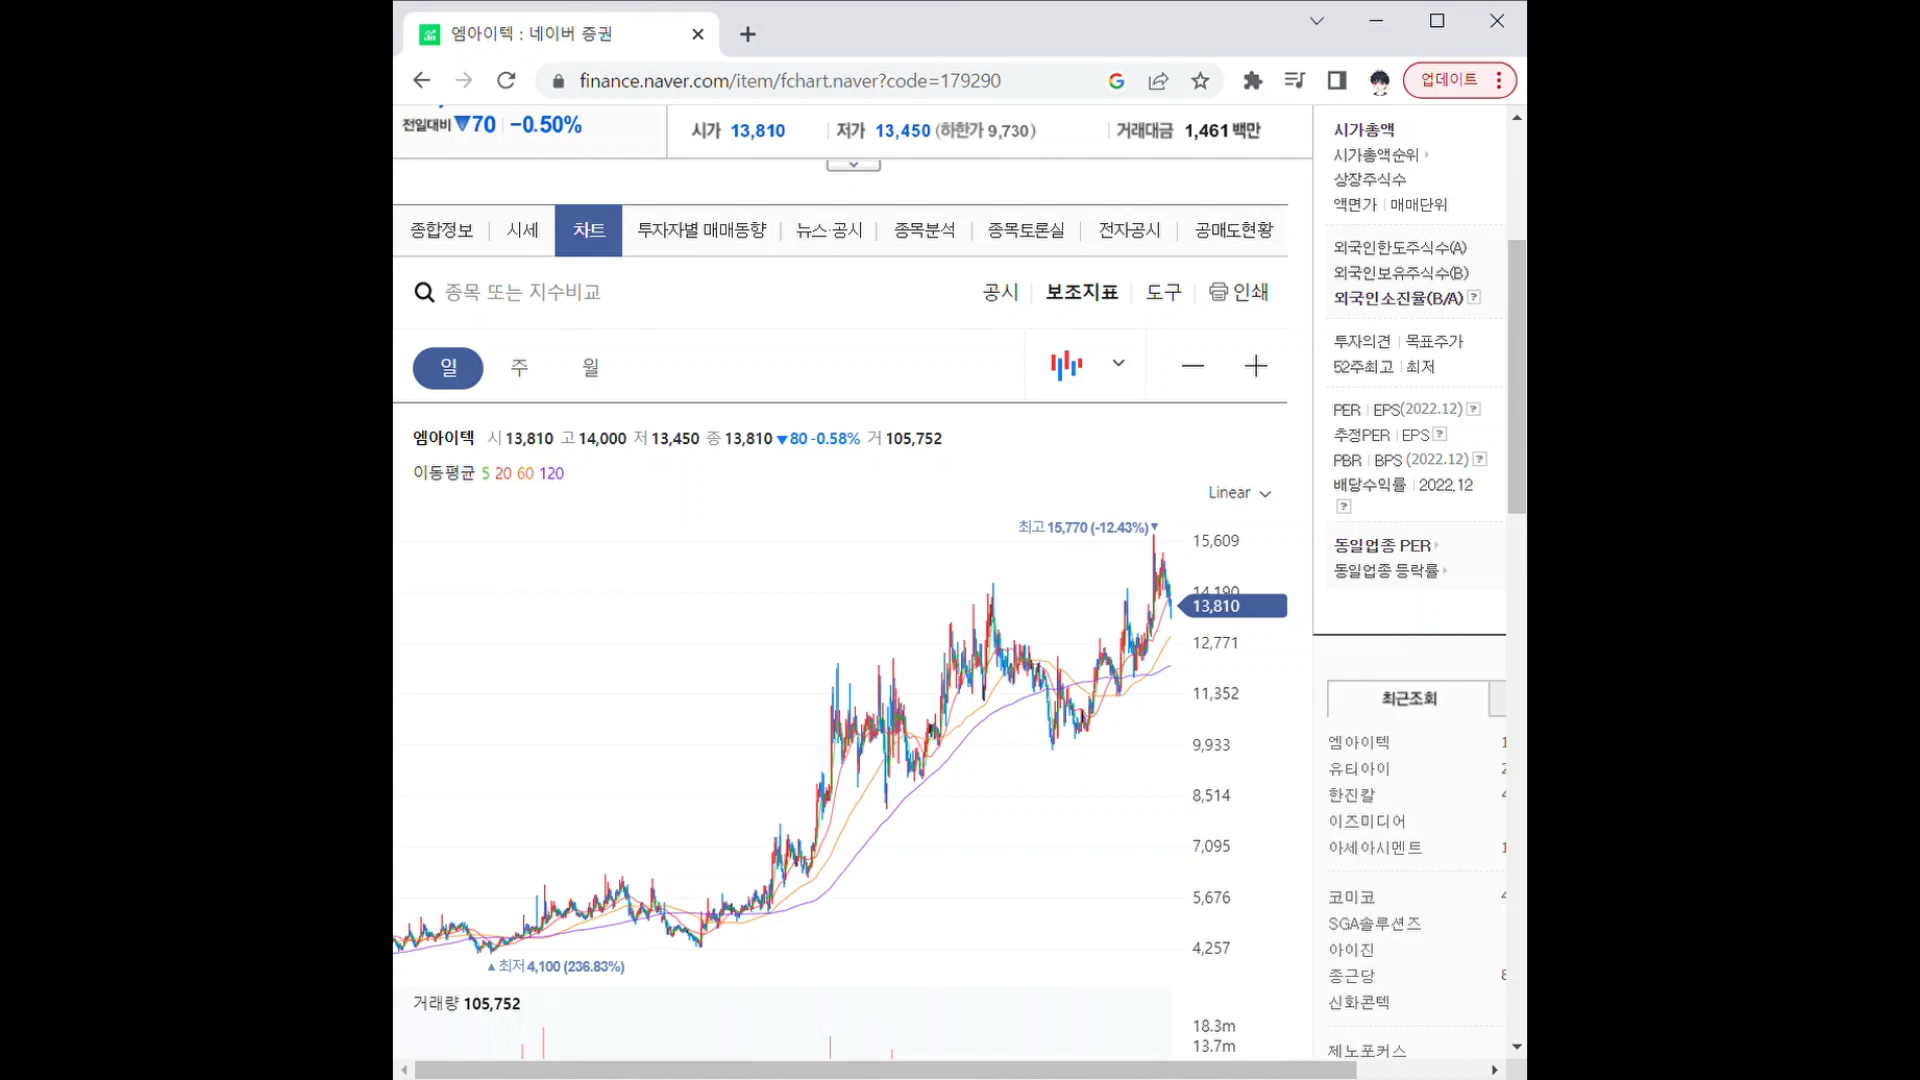 엠아이텍 : 네이버 증권
finance.naver.com/item/fchart.naver?code=179290
업데이트
전일대비 ▼70 -0.50%
시가 13,810 저가 13,450 (하한가 9,730) 거래대금 1,461 백만
종합정보 시세 차트 투자자별 매매동향 뉴스·공시 종목분석 종목토론실 전자공시 공매도현황
종목 또는 지수비교
공시 보조지표 도구 인쇄
일 주 월
엠아이텍 시 13,810 고 14,000 저 13,450 종 13,810 ▼80 -0.58% 거 105,752
이동평균 5 20 60 120
Linear
최고 15,770 (-12.43%)▼
15,609
14,190
13,810
12,771
11,352
9,933
8,514
7,095
5,676
4,257
▲최저 4,100 (236.83%)
거래량 105,752
18.3m
13.7m
시가총액
시가총액순위
상장주식수
액면가 매매단위
외국인한도주식수(A)
외국인보유주식수(B)
외국인소진율(B/A) ?
투자의견 목표주가
52주최고 최저
PER EPS(2022.12) ?
추정PER EPS ?
PBR BPS (2022.12) ?
배당수익률 2022.12
?
동일업종 PER
동일업종 등락률
최근조회
엠아이텍
유티아이
한진칼
이즈미디어
아세아시멘트
코미코
SGA솔루션즈
아이진
종근당
신화콘텍
제노포커스